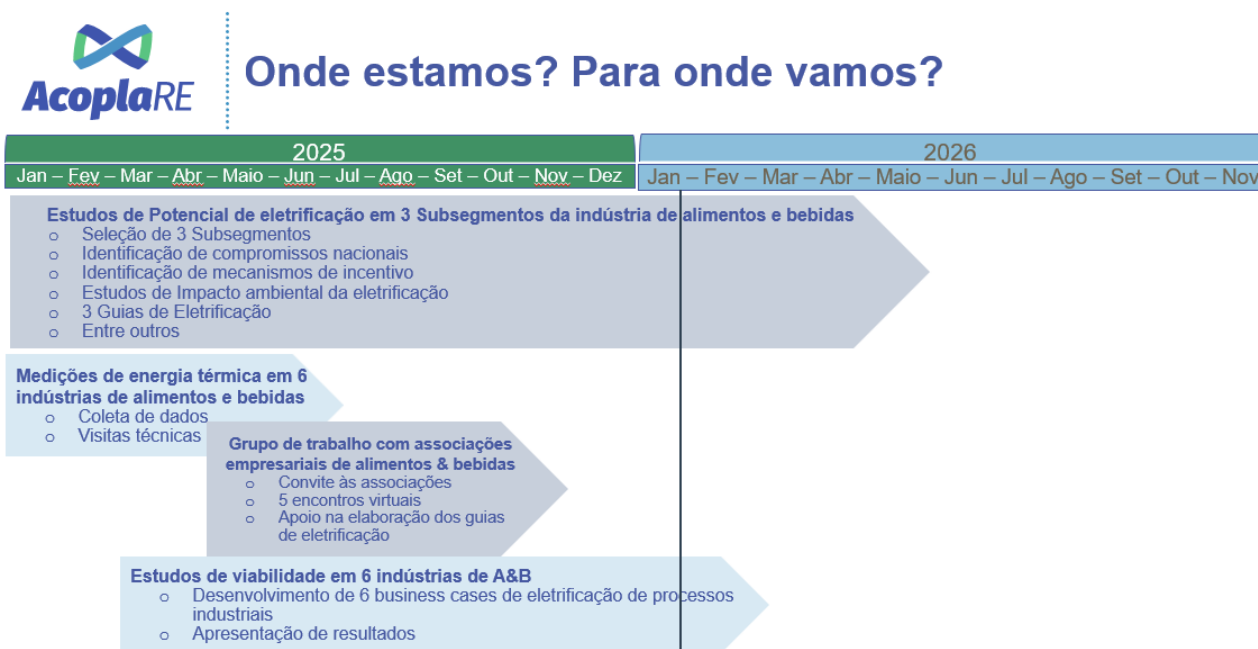 AcoplaRE
Onde estamos? Para onde vamos?
2025
2026
Jan – Fev – Mar – Abr – Maio – Jun – Jul – Ago – Set – Out – Nov – Dez
Jan – Fev – Mar – Abr – Maio – Jun – Jul – Ago – Set – Out – Nov
Estudos de Potencial de eletrificação em 3 Subsegmentos da indústria de alimentos e bebidas
o Seleção de 3 Subsegmentos
o Identificação de compromissos nacionais
o Identificação de mecanismos de incentivo
o Estudos de Impacto ambiental da eletrificação
o 3 Guias de Eletrificação
o Entre outros
Medições de energia térmica em 6
indústrias de alimentos e bebidas
o Coleta de dados
o Visitas técnicas
Grupo de trabalho com associações
empresariais de alimentos & bebidas
o Convite às associações
o 5 encontros virtuais
o Apoio na elaboração dos guias
de eletrificação
Estudos de viabilidade em 6 indústrias de A&B
o Desenvolvimento de 6 business cases de eletrificação de processos
industriais
o Apresentação de resultados